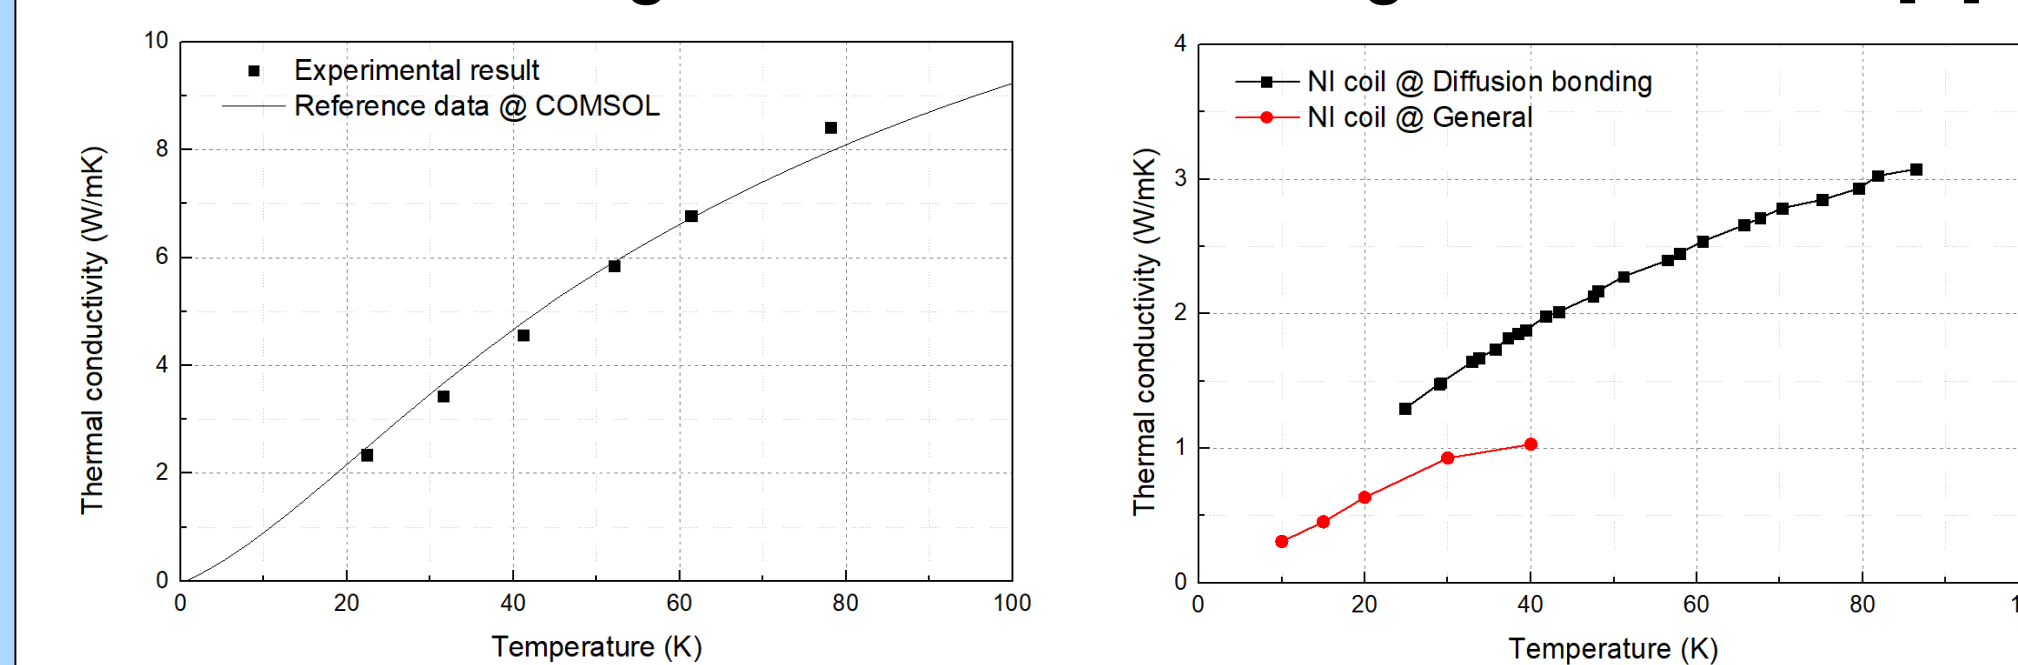 10
8
6
4
2
0
0 20 40 60 80 100
Thermal conductivity (W/mK)
Temperature (K)
Experimental result
Reference data @ COMSOL
4
3
2
1
0
0 20 40 60 80
Thermal conductivity (W/mK)
Temperature (K)
NI coil @ Diffusion bonding
NI coil @ General